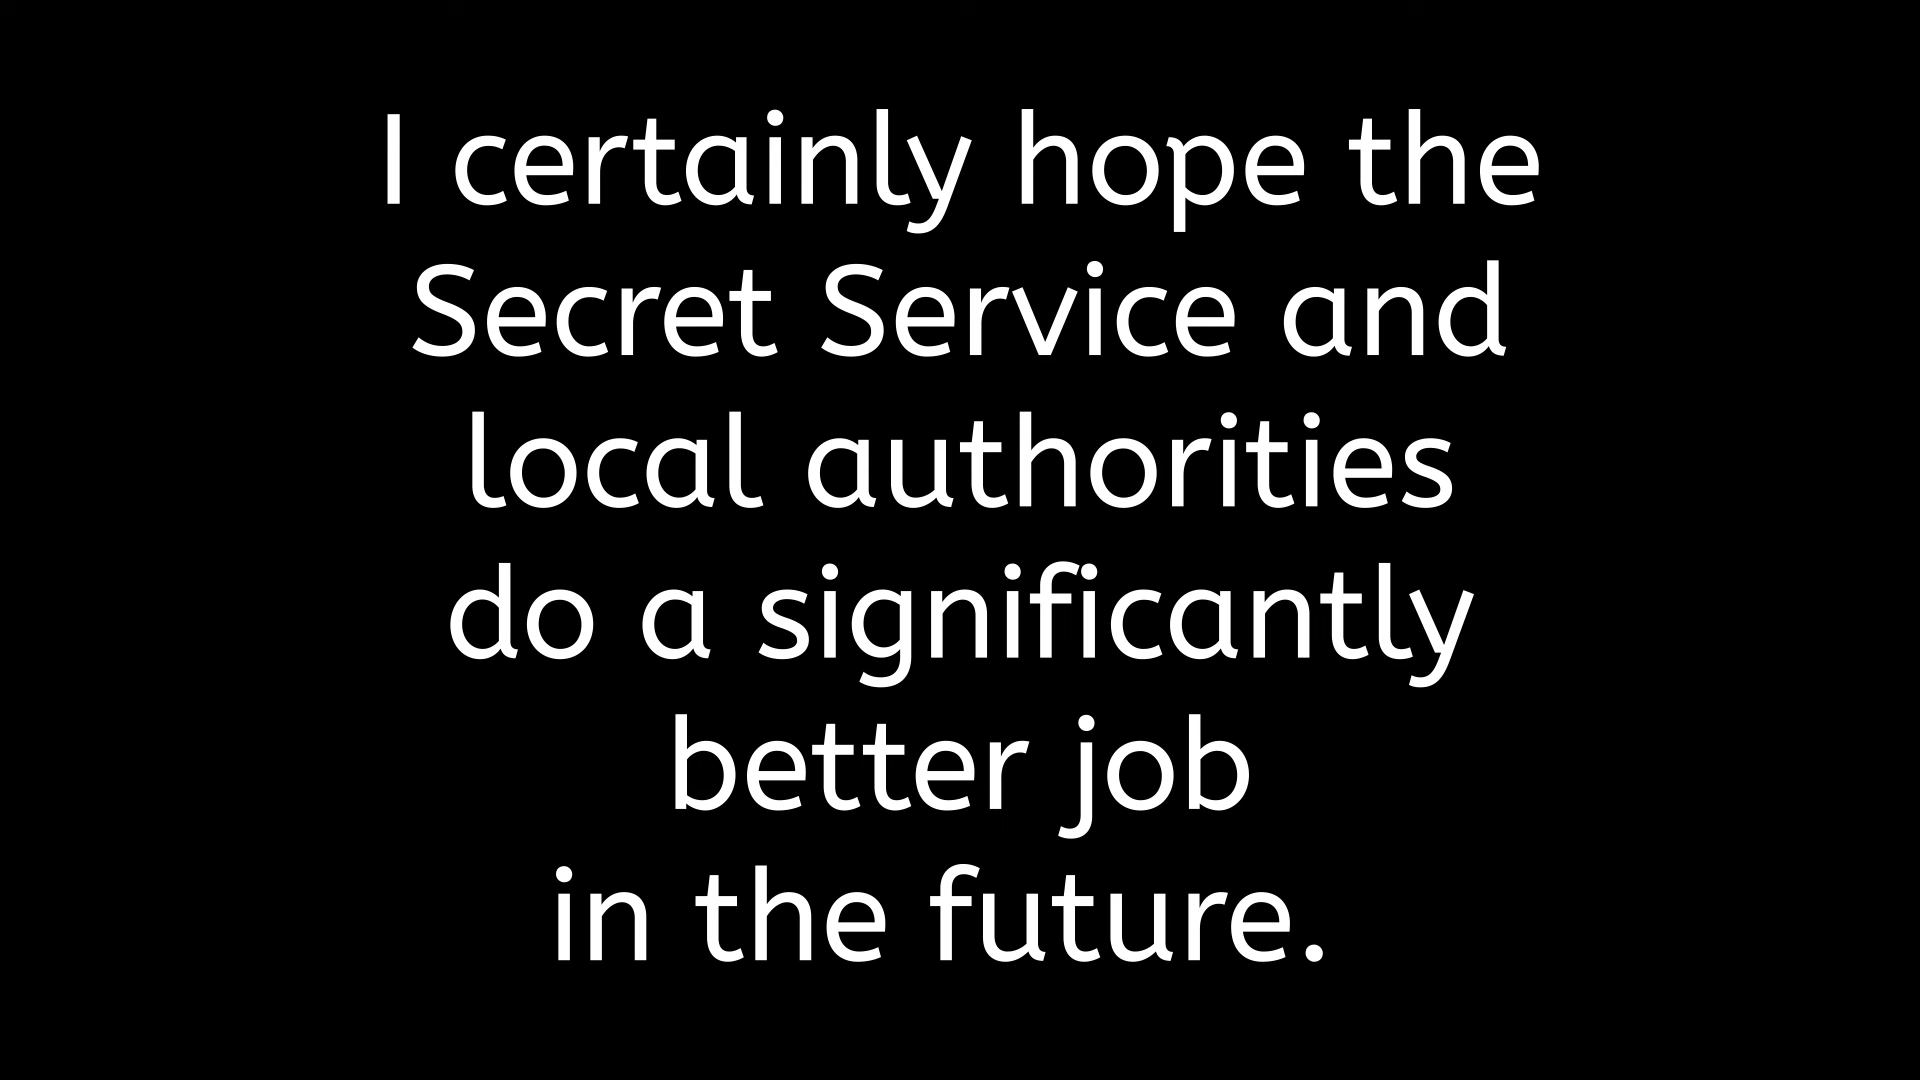 I certainly hope the
Secret Service and
local authorities
do a significantly
better job
in the future.